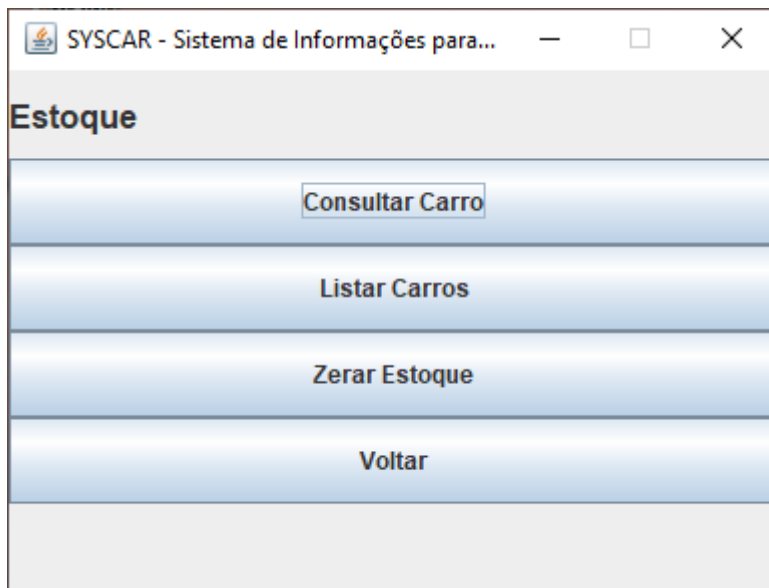 SYSCAR - Sistema de Informações para...
Estoque
Consultar Carro
Listar Carros
Zerar Estoque
Voltar